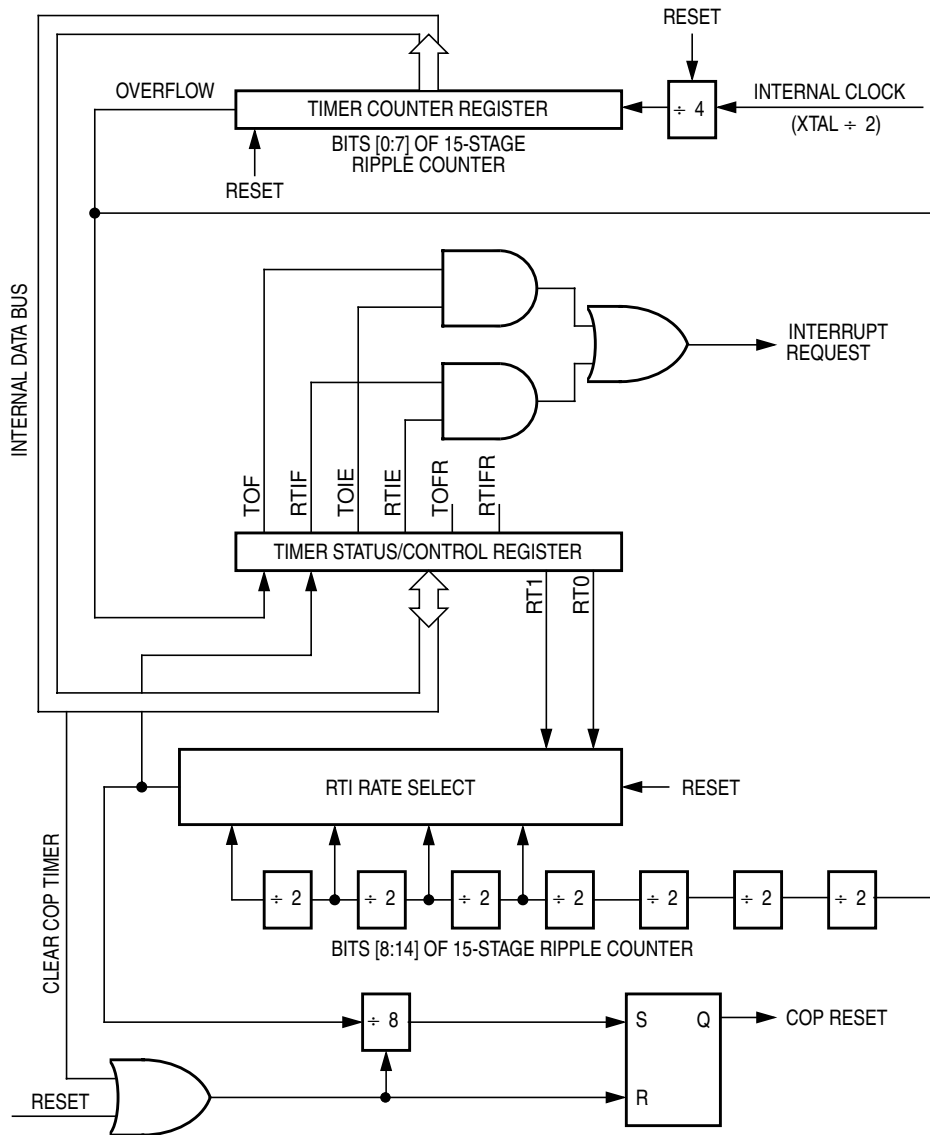 RESET
OVERFLOW
TIMER COUNTER REGISTER
÷ 4
INTERNAL CLOCK
(XTAL ÷ 2)
BITS [0:7] OF 15-STAGE
RIPPLE COUNTER
RESET
INTERNAL DATA BUS
INTERRUPT
REQUEST
TOF
RTIF
TOIE
RTIE
TOFR
RTIFR
TIMER STATUS/CONTROL REGISTER
RT1
RT0
RTI RATE SELECT
RESET
CLEAR COP TIMER
÷ 2
÷ 2
÷ 2
÷ 2
÷ 2
÷ 2
÷ 2
BITS [8:14] OF 15-STAGE RIPPLE COUNTER
÷ 8
S
Q
COP RESET
RESET
R